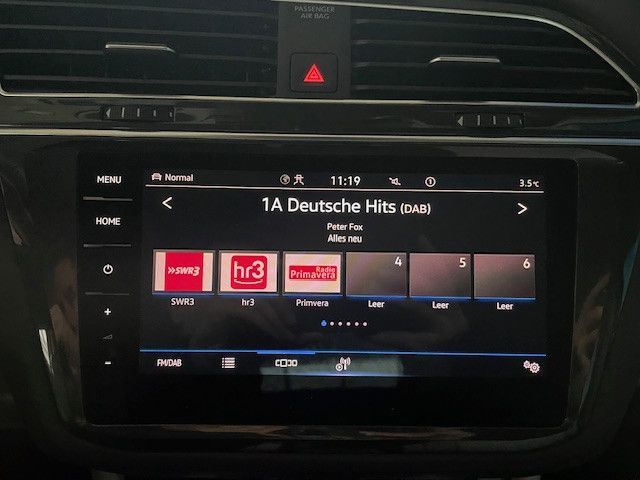 PASSENGER
AIR BAG
MENU
HOME
Normal
11:19
1
3.5°C
1A Deutsche Hits (DAB)
Peter Fox
Alles neu
SWR3
hr3
Radio
Primavera
4
5
6
SWR3
hr3
Primvera
Leer
Leer
Leer
+
-
FM/DAB